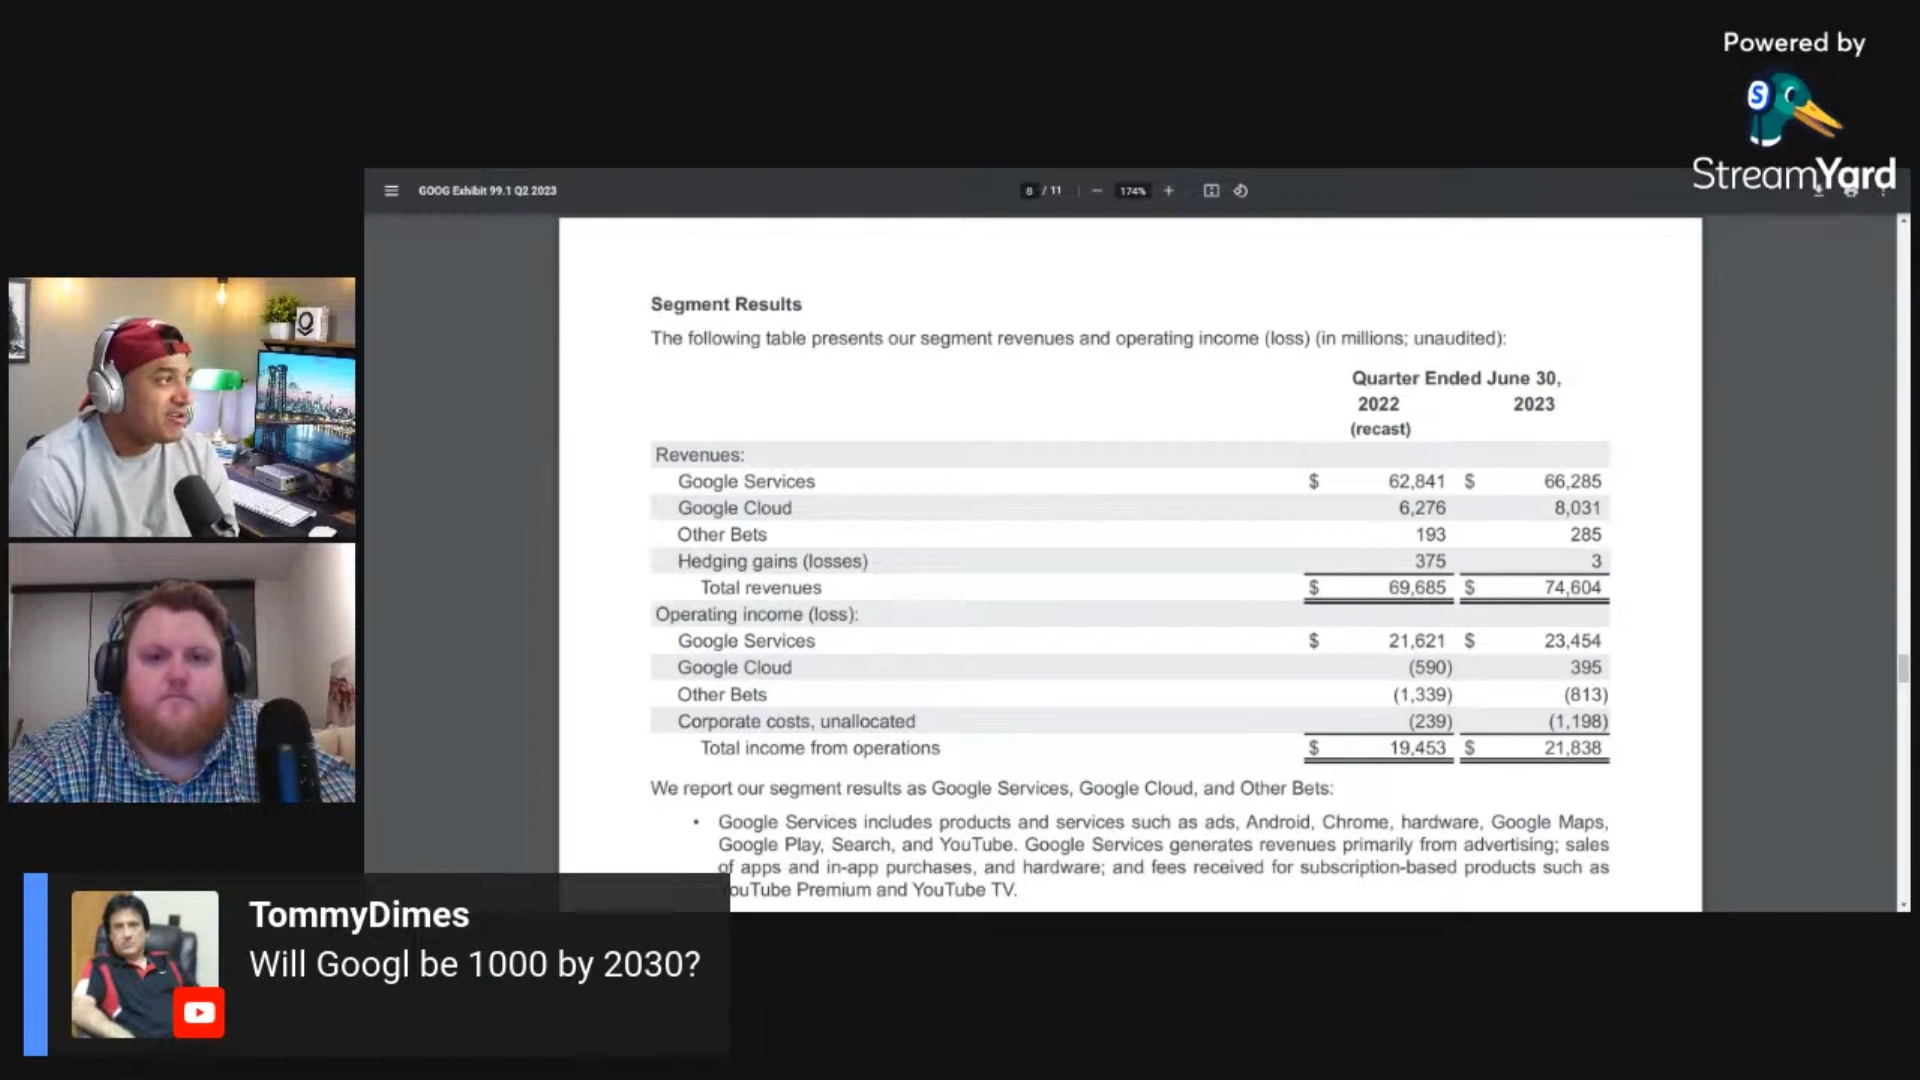 Powered by
StreamYard
GOOG Exhibit 99.1 Q2 2023
8 / 11
174%
Segment Results
The following table presents our segment revenues and operating income (loss) (in millions; unaudited):
Quarter Ended June 30,
2022 2023
(recast)
Revenues:
Google Services $ 62,841 $ 66,285
Google Cloud 6,276 8,031
Other Bets 193 285
Hedging gains (losses) 375 3
Total revenues $ 69,685 $ 74,604
Operating income (loss):
Google Services $ 21,621 $ 23,454
Google Cloud (590) 395
Other Bets (1,339) (813)
Corporate costs, unallocated (239) (1,198)
Total income from operations $ 19,453 $ 21,838
We report our segment results as Google Services, Google Cloud, and Other Bets:
• Google Services includes products and services such as ads, Android, Chrome, hardware, Google Maps,
Google Play, Search, and YouTube. Google Services generates revenues primarily from advertising; sales
of apps and in-app purchases, and hardware; and fees received for subscription-based products such as
ouTube Premium and YouTube TV.
TommyDimes
Will Googl be 1000 by 2030?